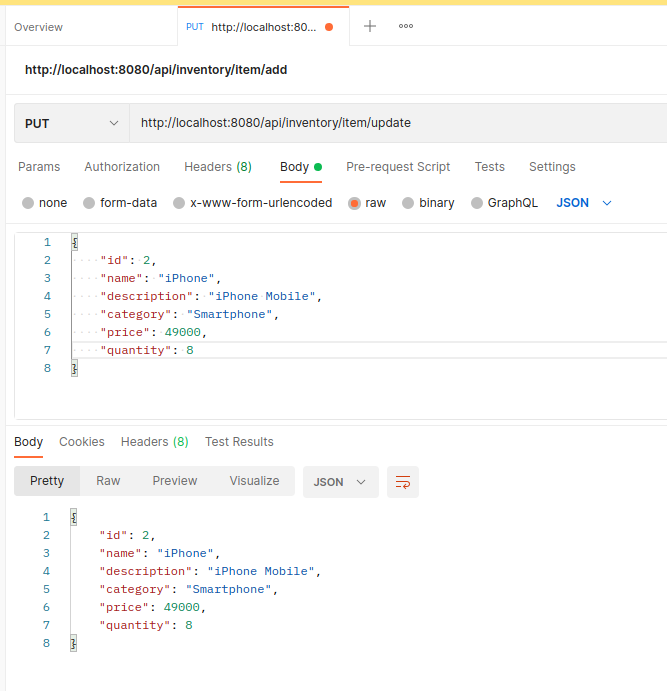 Overview PUT http://localhost:80...
http://localhost:8080/api/inventory/item/add
PUT http://localhost:8080/api/inventory/item/update
Params Authorization Headers (8) Body Pre-request Script Tests Settings
none form-data x-www-form-urlencoded raw binary GraphQL JSON
1 {
2 "id": 2,
3 "name": "iPhone",
4 "description": "iPhone Mobile",
5 "category": "Smartphone",
6 "price": 49000,
7 "quantity": 8
8 }
Body Cookies Headers (8) Test Results
Pretty Raw Preview Visualize JSON
1 {
2 "id": 2,
3 "name": "iPhone",
4 "description": "iPhone Mobile",
5 "category": "Smartphone",
6 "price": 49000,
7 "quantity": 8
8 }